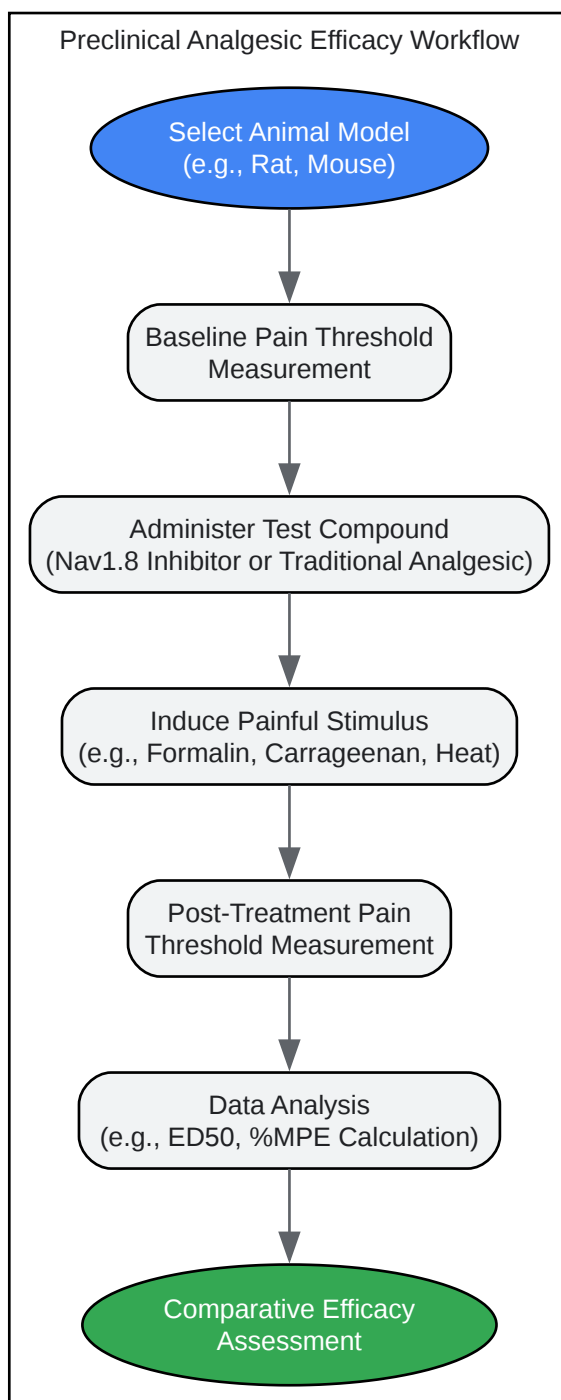 Preclinical Analgesic Efficacy Workflow
Select Animal Model
(e.g., Rat, Mouse)
Baseline Pain Threshold
Measurement
Administer Test Compound
(Nav1.8 Inhibitor or Traditional Analgesic)
Induce Painful Stimulus
(e.g., Formalin, Carrageenan, Heat)
Post-Treatment Pain
Threshold Measurement
Data Analysis
(e.g., ED50, %MPE Calculation)
Comparative Efficacy
Assessment